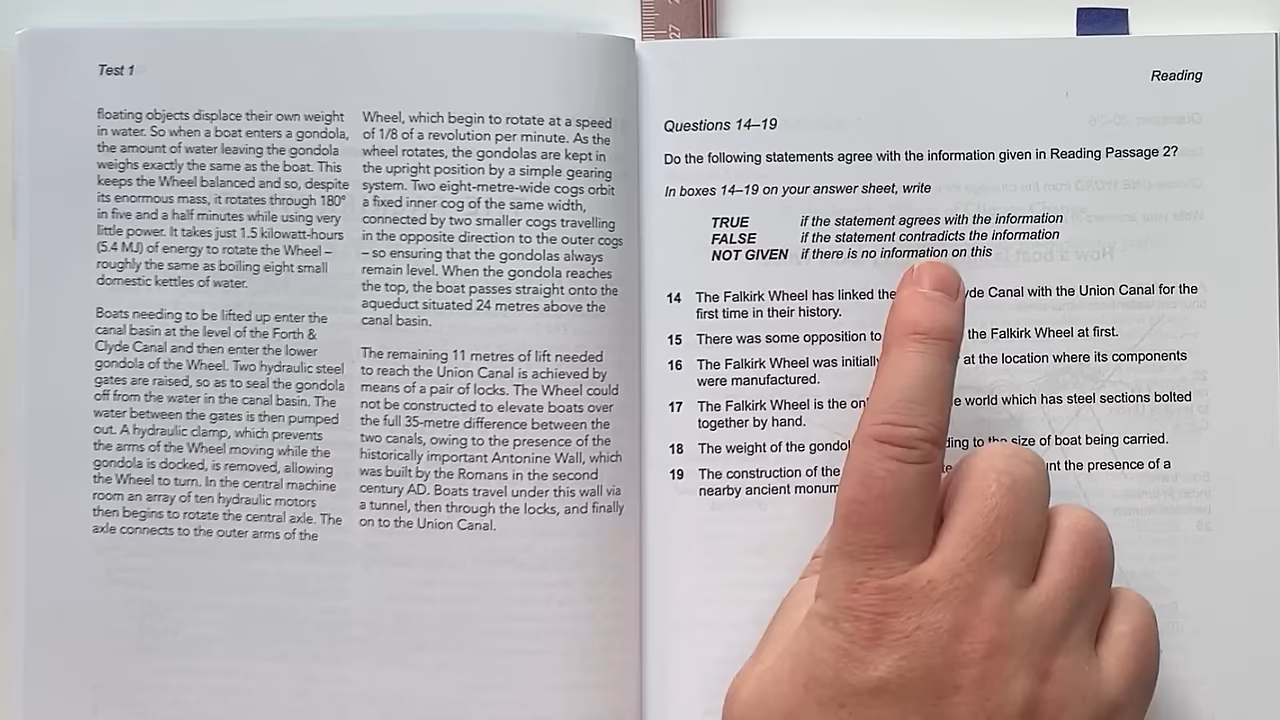 Test 1
floating objects displace their own weight
in water. So when a boat enters a gondola,
the amount of water leaving the gondola
weighs exactly the same as the boat. This
keeps the Wheel balanced and so, despite
its enormous mass, it rotates through 180°
in five and a half minutes while using very
little power. It takes just 1.5 kilowatt-hours
(5.4 MJ) of energy to rotate the Wheel –
roughly the same as boiling eight small
domestic kettles of water.
Boats needing to be lifted up enter the
canal basin at the level of the Forth &
Clyde Canal and then enter the lower
gondola of the Wheel. Two hydraulic steel
gates are raised, so as to seal the gondola
off from the water in the canal basin. The
water between the gates is then pumped
out. A hydraulic clamp, which prevents
the arms of the Wheel moving while the
gondola is docked, is removed, allowing
the Wheel to turn. In the central machine
room an array of ten hydraulic motors
then begins to rotate the central axle. The
axle connects to the outer arms of the
Wheel, which begin to rotate at a speed
of 1/8 of a revolution per minute. As the
wheel rotates, the gondolas are kept in
the upright position by a simple gearing
system. Two eight-metre-wide cogs orbit
a fixed inner cog of the same width,
connected by two smaller cogs travelling
in the opposite direction to the outer cogs
– so ensuring that the gondolas always
remain level. When the gondola reaches
the top, the boat passes straight onto the
aqueduct situated 24 metres above the
canal basin.
The remaining 11 metres of lift needed
to reach the Union Canal is achieved by
means of a pair of locks. The Wheel could
not be constructed to elevate boats over
the full 35-metre difference between the
two canals, owing to the presence of the
historically important Antonine Wall, which
was built by the Romans in the second
century AD. Boats travel under this wall via
a tunnel, then through the locks, and finally
on to the Union Canal.
27
Reading
Questions 14–19
Do the following statements agree with the information given in Reading Passage 2?
In boxes 14–19 on your answer sheet, write
TRUE if the statement agrees with the information
FALSE if the statement contradicts the information
NOT GIVEN if there is no information on this
14 The Falkirk Wheel has linked the Canal with the Union Canal for the
first time in their history.
15 There was some opposition to the Falkirk Wheel at first.
16 The Falkirk Wheel was initially at the location where its components
were manufactured.
17 The Falkirk Wheel is the world which has steel sections bolted
together by hand.
18 The weight of the size of boat being carried.
19 The construction of the the presence of a
nearby ancient